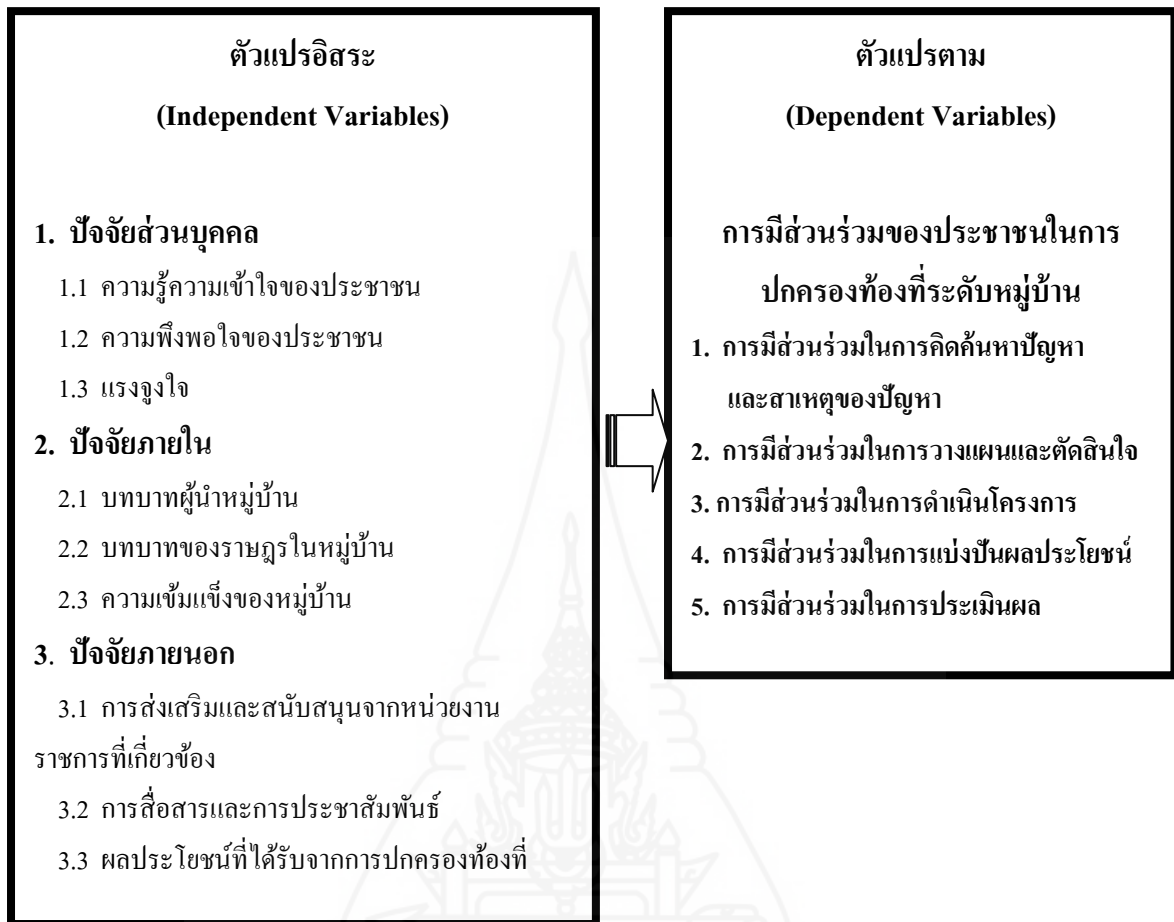 ตัวแปรอิสระ
(Independent Variables)
1. ปัจจัยส่วนบุคคล
1.1 ความรู้ความเข้าใจของประชาชน
1.2 ความพึงพอใจของประชาชน
1.3 แรงจูงใจ
2. ปัจจัยภายใน
2.1 บทบาทผู้นำหมู่บ้าน
2.2 บทบาทของราษฎรในหมู่บ้าน
2.3 ความเข้มแข็งของหมู่บ้าน
3. ปัจจัยภายนอก
3.1 การส่งเสริมและสนับสนุนจากหน่วยงาน
ราชการที่เกี่ยวข้อง
3.2 การสื่อสารและการประชาสัมพันธ์
3.3 ผลประโยชน์ที่ได้รับจากการปกครองท้องที่
ตัวแปรตาม
(Dependent Variables)
การมีส่วนร่วมของประชาชนในการ
ปกครองท้องที่ระดับหมู่บ้าน
1. การมีส่วนร่วมในการคิดค้นหาปัญหา
และสาเหตุของปัญหา
2. การมีส่วนร่วมในการวางแผนและตัดสินใจ
3. การมีส่วนร่วมในการดำเนินโครงการ
4. การมีส่วนร่วมในการแบ่งปันผลประโยชน์
5. การมีส่วนร่วมในการประเมินผล